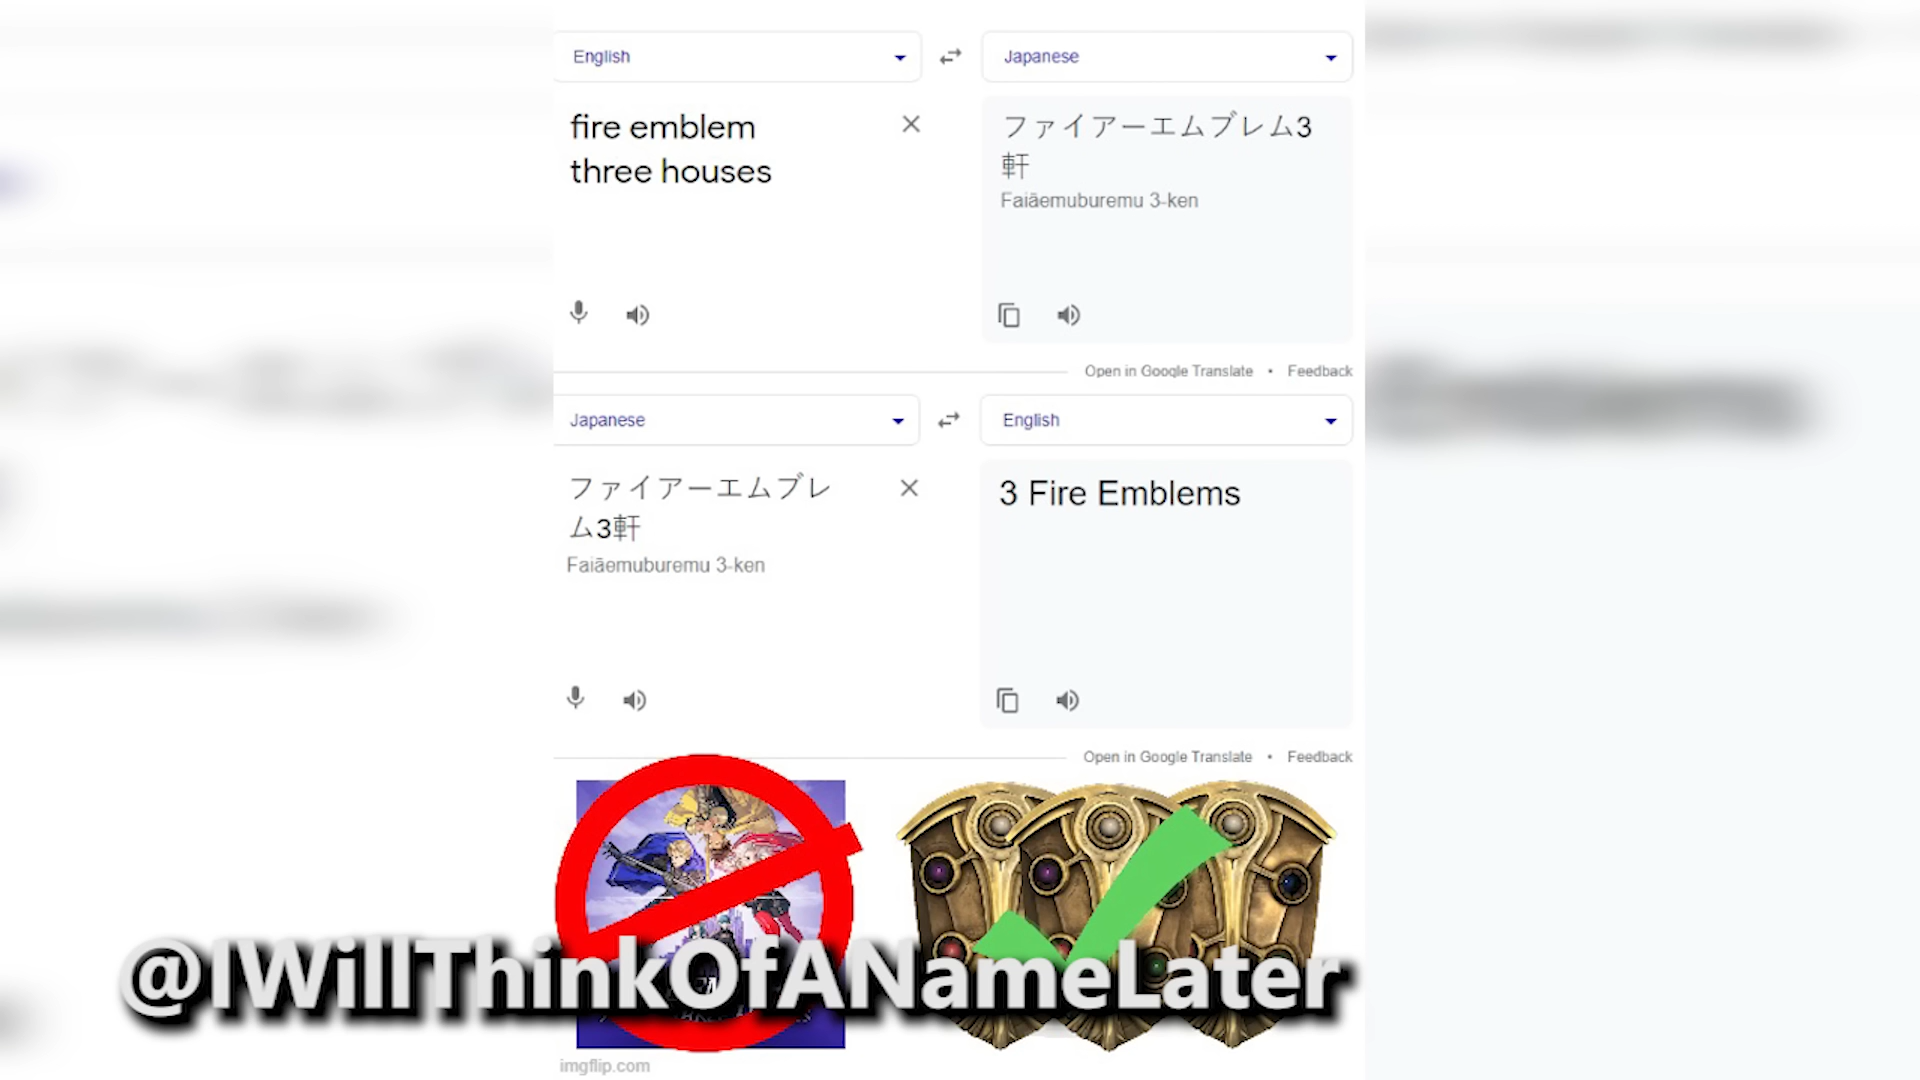 English
Japanese
fire emblem
three houses
ファイアーエムブレム3
軒
Faiāemuburemu 3-ken
Open in Google Translate • Feedback
Japanese
English
ファイアーエムブレ
ム3軒
Faiāemuburemu 3-ken
3 Fire Emblems
Open in Google Translate • Feedback
@IWillThinkOfANameLater
imgflip.com